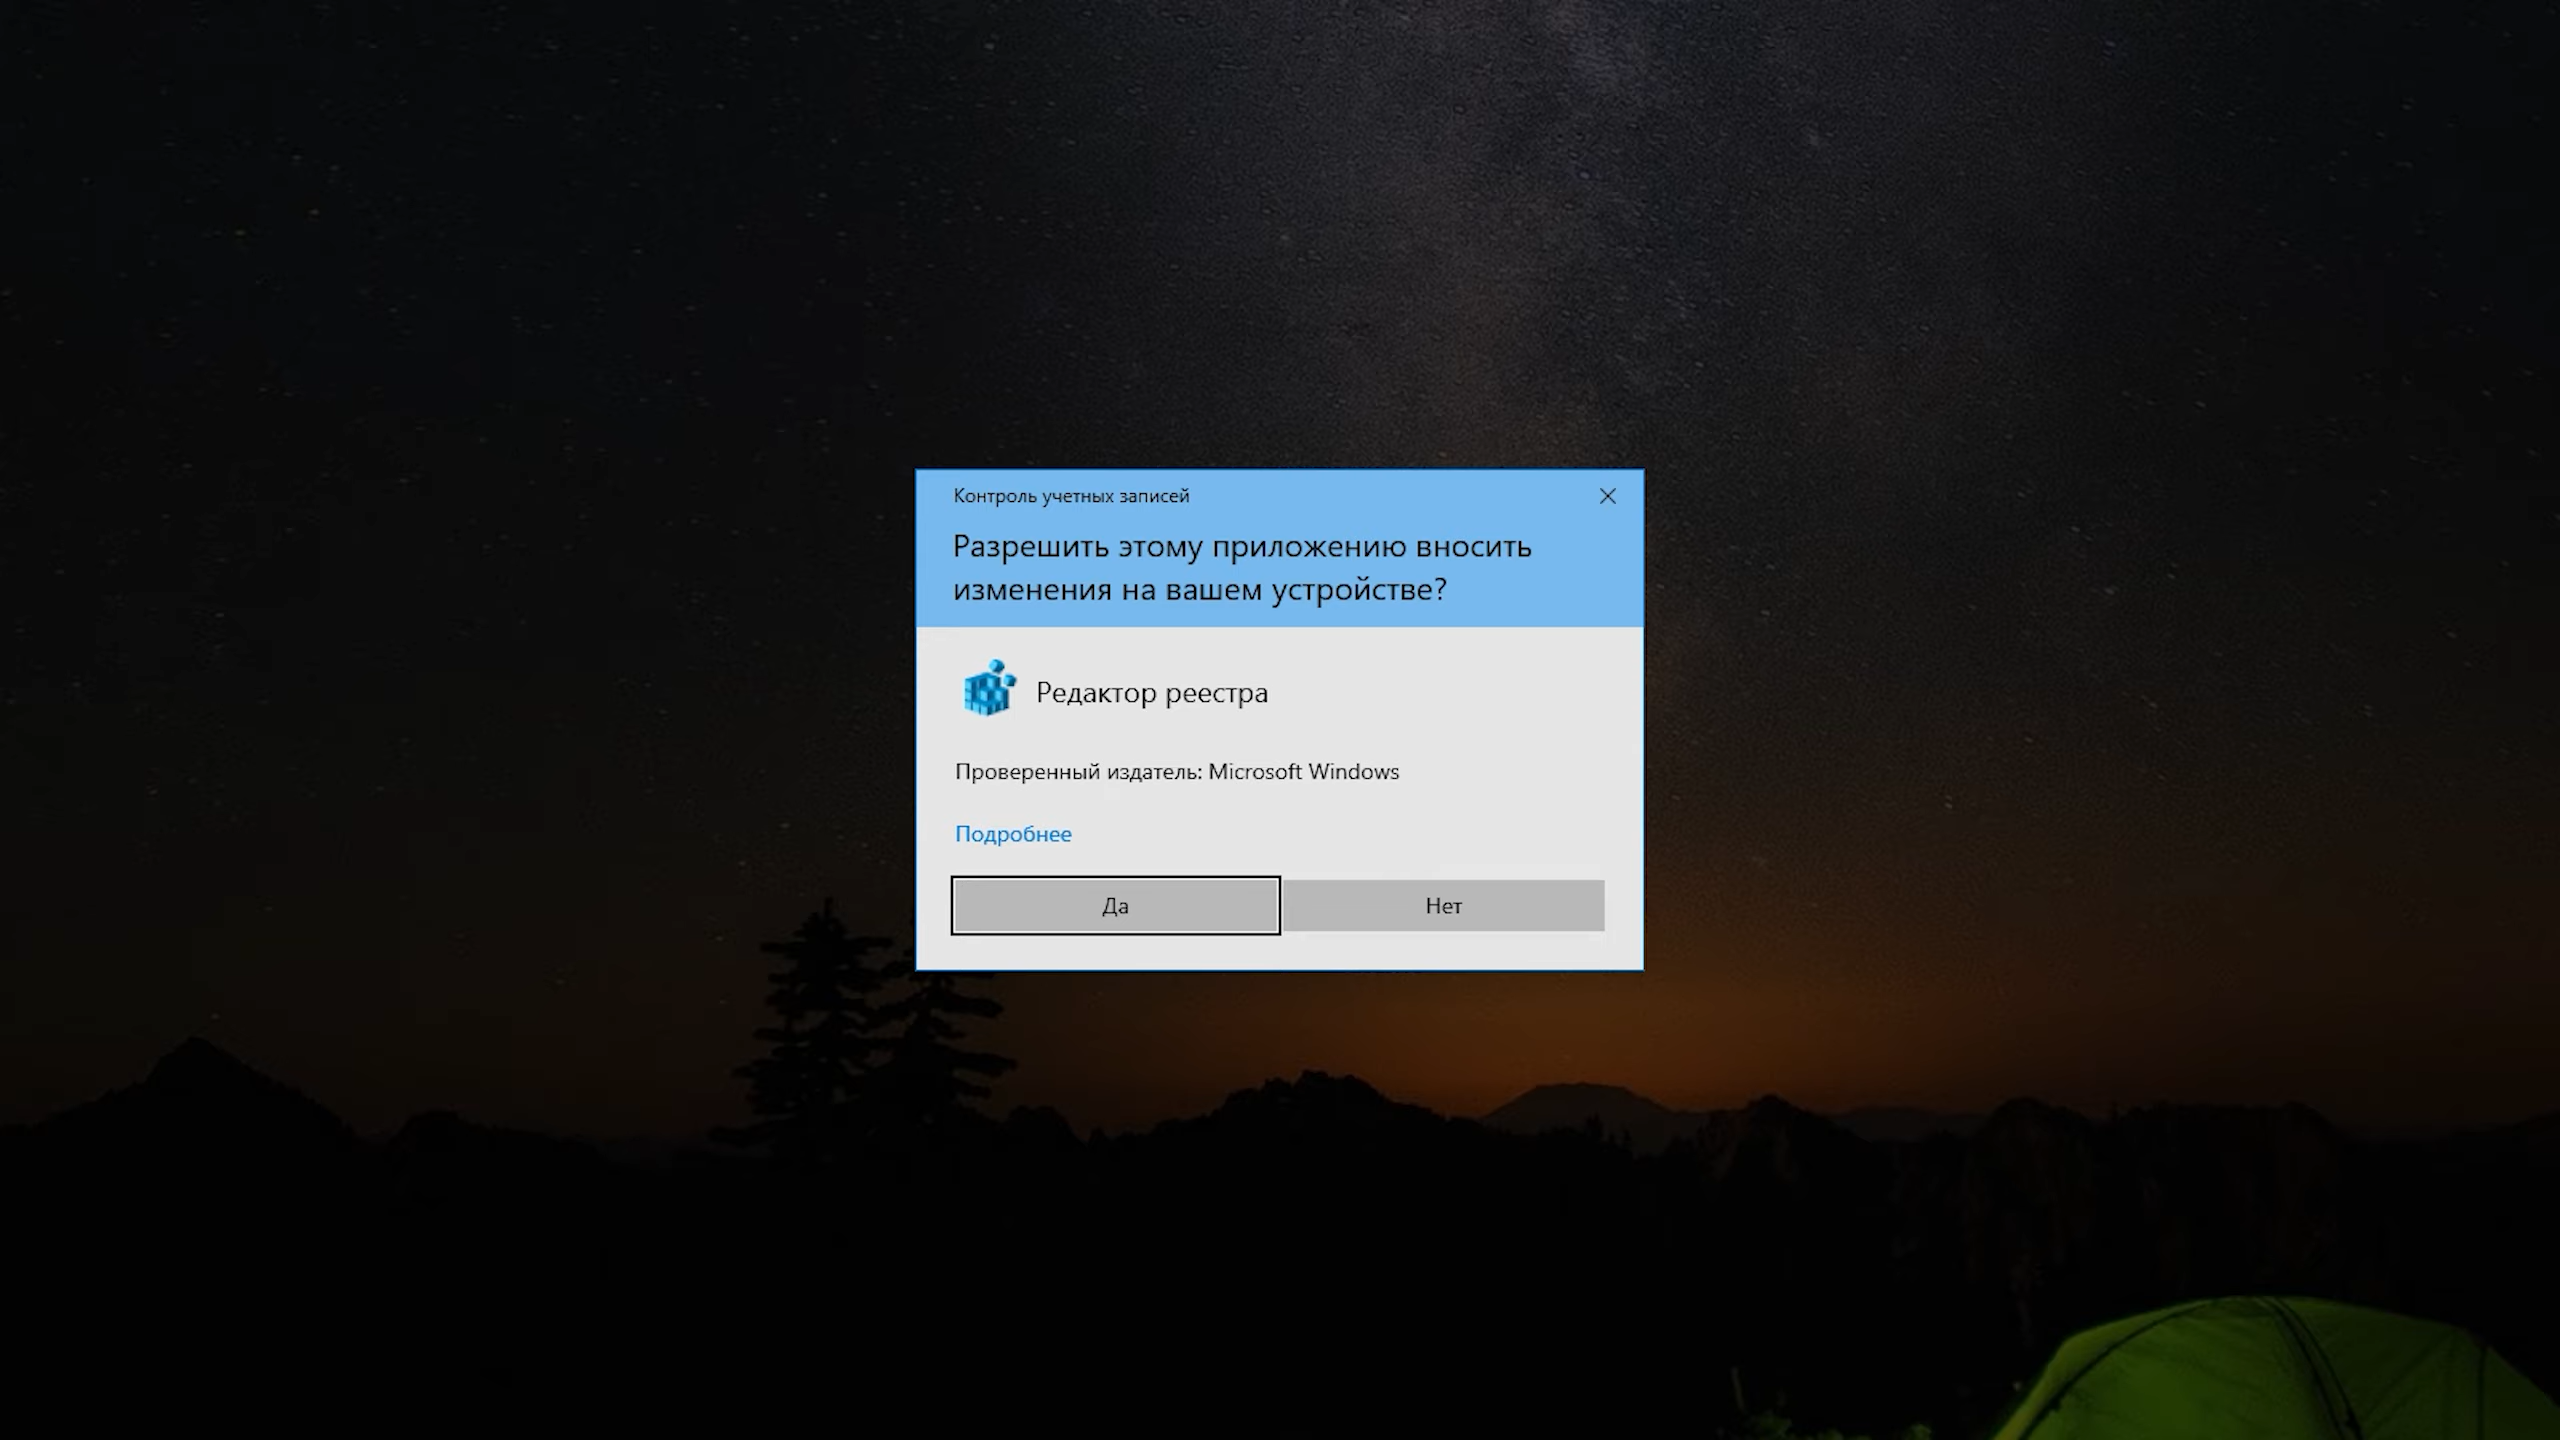 Контроль учетных записей
Разрешить этому приложению вносить
изменения на вашем устройстве?
Редактор реестра
Проверенный издатель: Microsoft Windows
Подробнее
Да
Нет